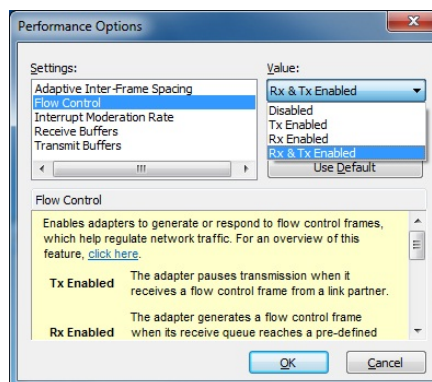 Performance Options
Settings:
Value:
Adaptive Inter-Frame Spacing
Flow Control
Interrupt Moderation Rate
Receive Buffers
Transmit Buffers
Rx & Tx Enabled
Disabled
Tx Enabled
Rx Enabled
Rx & Tx Enabled
Use Default
Flow Control
Enables adapters to generate or respond to flow control frames,
which help regulate network traffic. For an overview of this
feature, click here.
Tx Enabled
The adapter pauses transmission when it
receives a flow control frame from a link partner.
Rx Enabled
The adapter generates a flow control frame
when its receive queue reaches a pre-defined
OK
Cancel